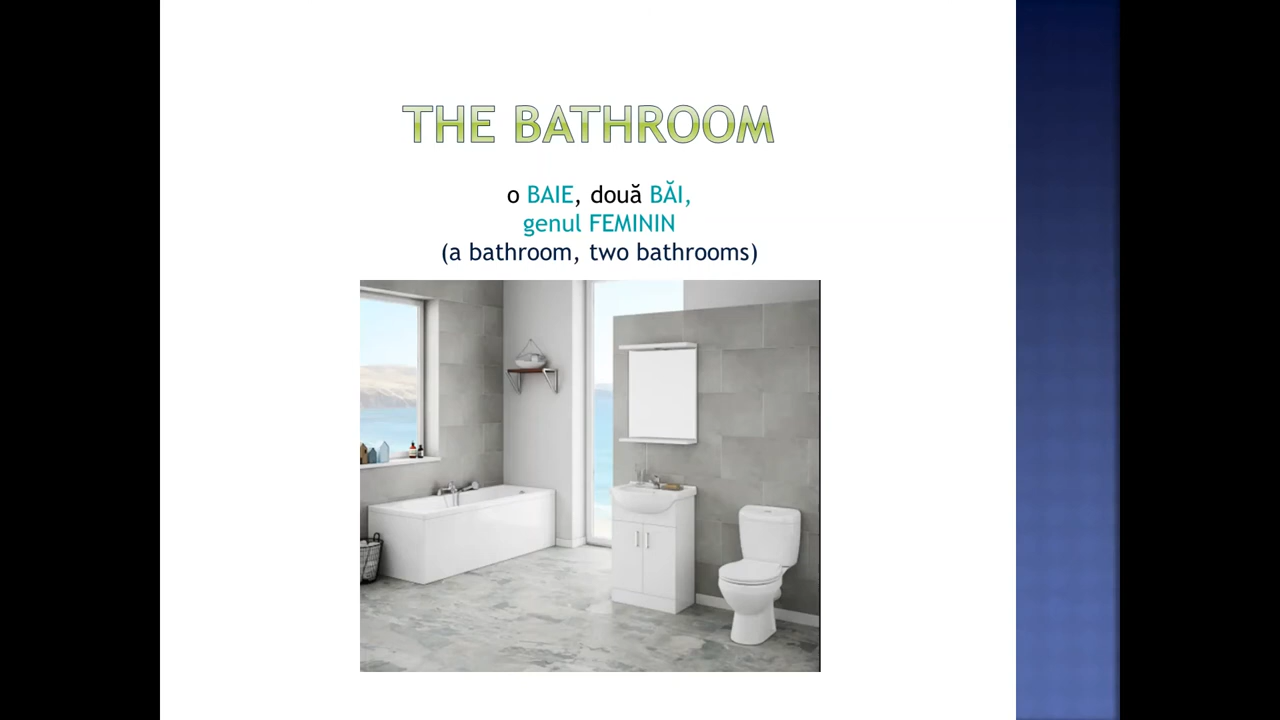 THE BATHROOM
o BAIE, două BĂI,
genul FEMININ
(a bathroom, two bathrooms)